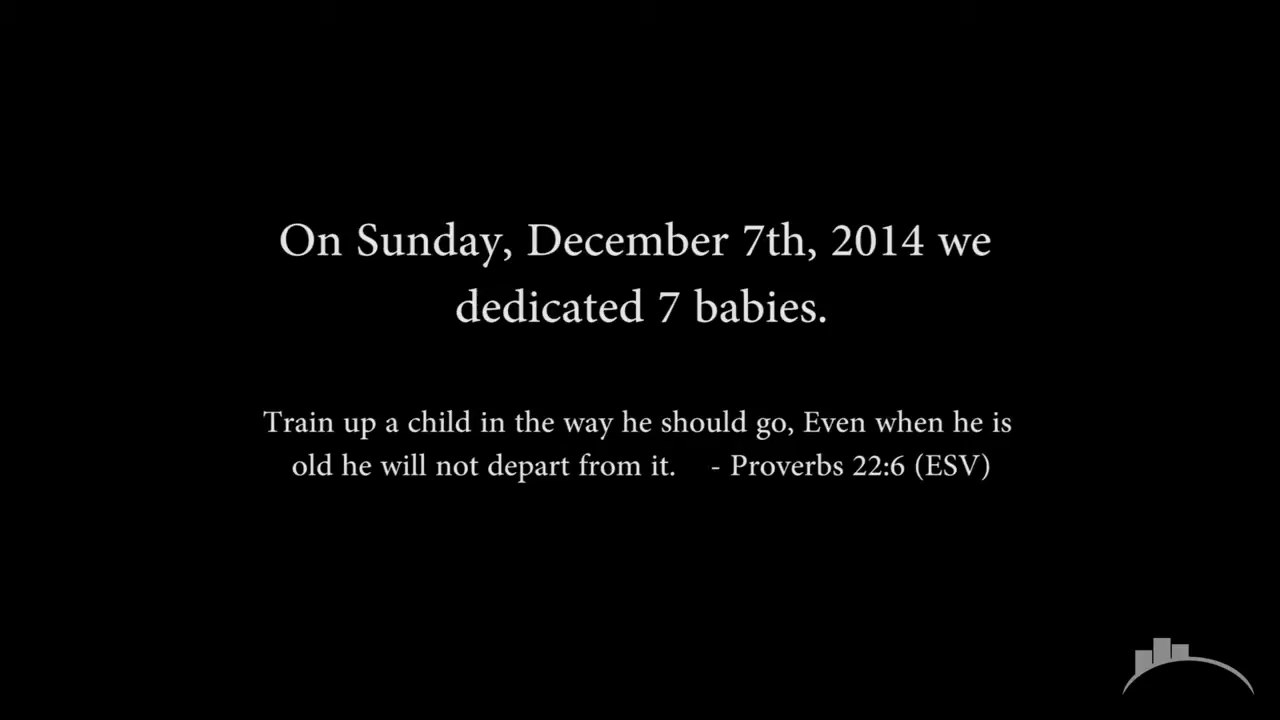 On Sunday, December 7th, 2014 we
dedicated 7 babies.
Train up a child in the way he should go, Even when he is
old he will not depart from it. - Proverbs 22:6 (ESV)